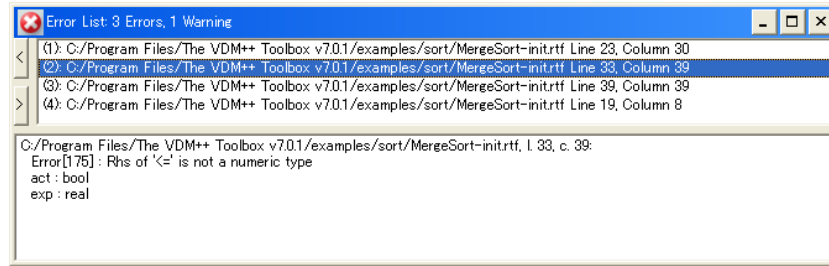 Error List: 3 Errors, 1 Warning
<
>
(1): C:/Program Files/The VDM++ Toolbox v7.0.1/examples/sort/MergeSort-init.rtf Line 23, Column 30
(2): C:/Program Files/The VDM++ Toolbox v7.0.1/examples/sort/MergeSort-init.rtf Line 33, Column 39
(3): C:/Program Files/The VDM++ Toolbox v7.0.1/examples/sort/MergeSort-init.rtf Line 39, Column 39
(4): C:/Program Files/The VDM++ Toolbox v7.0.1/examples/sort/MergeSort-init.rtf Line 19, Column 8
C:/Program Files/The VDM++ Toolbox v7.0.1/examples/sort/MergeSort-init.rtf, l. 33, c. 39:
Error[175] : Rhs of '<=' is not a numeric type
act : bool
exp : real